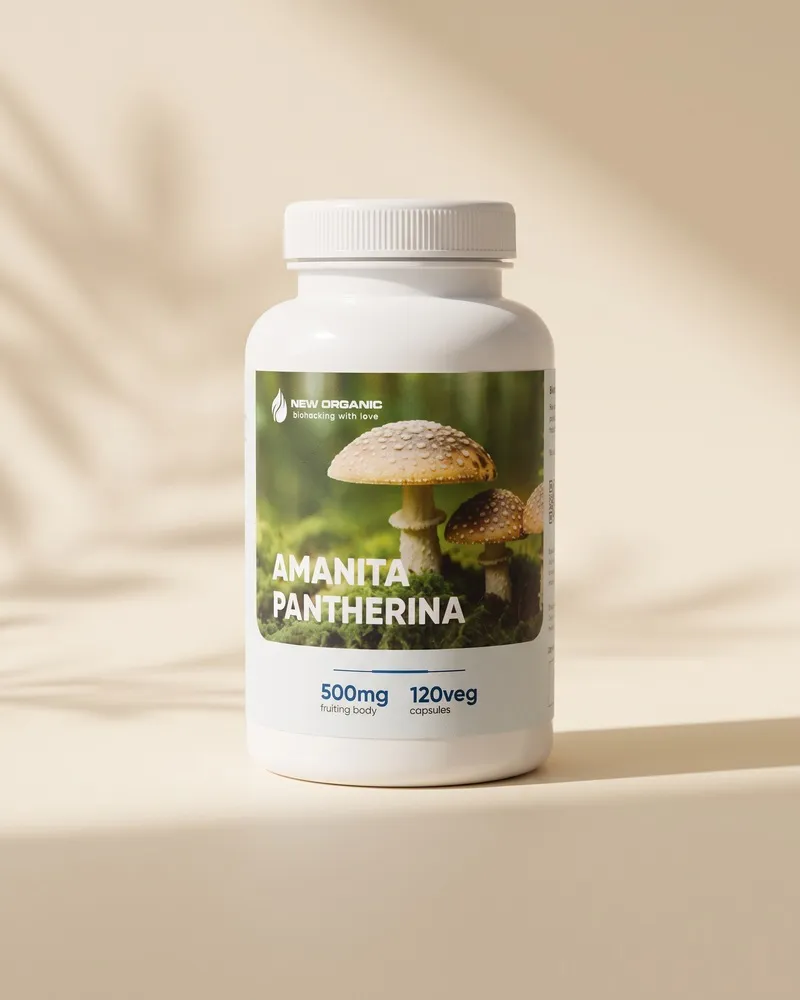 NEW ORGANIC
biohacking with love
AMANITA
PANTHERINA
500mg 120veg
fruiting body capsules